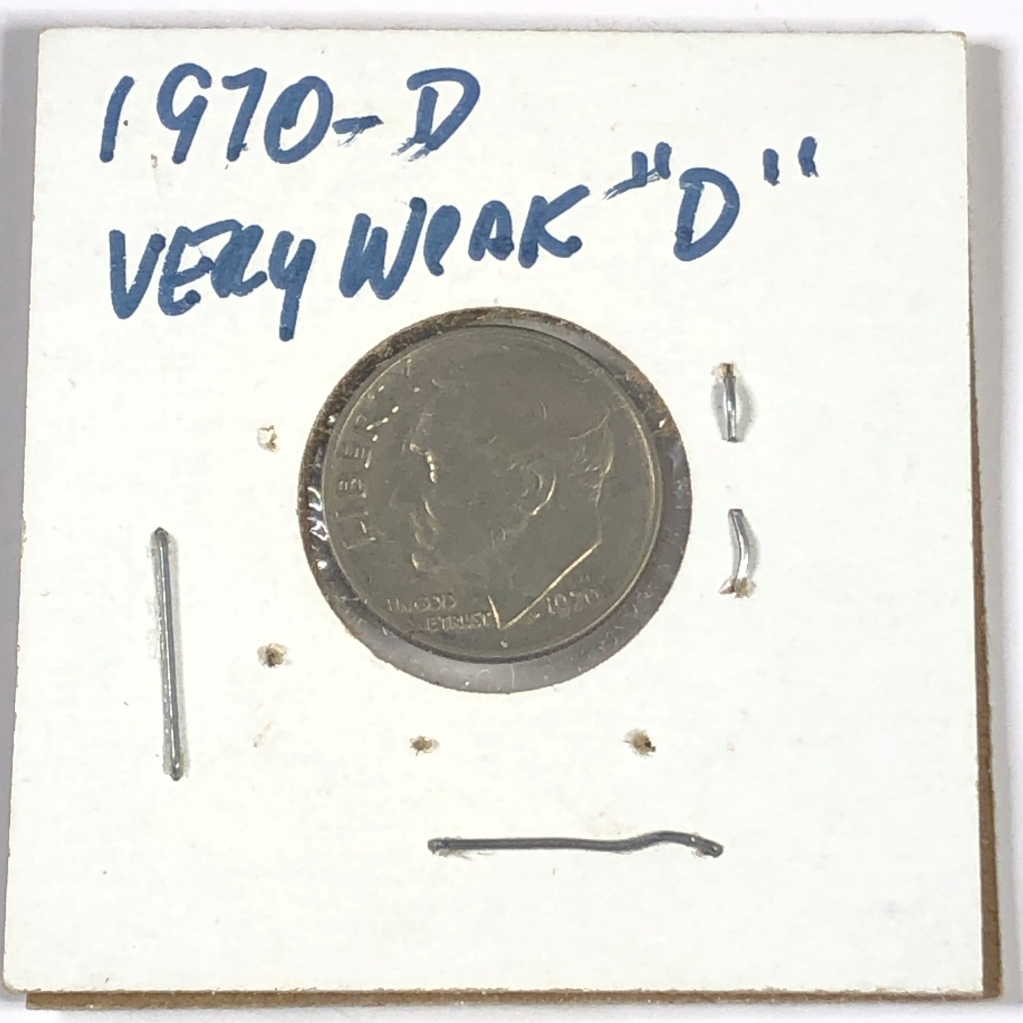 1970-D
VERY WEAK "D"
LIBERTY
IN GOD
WE TRUST
D
1970